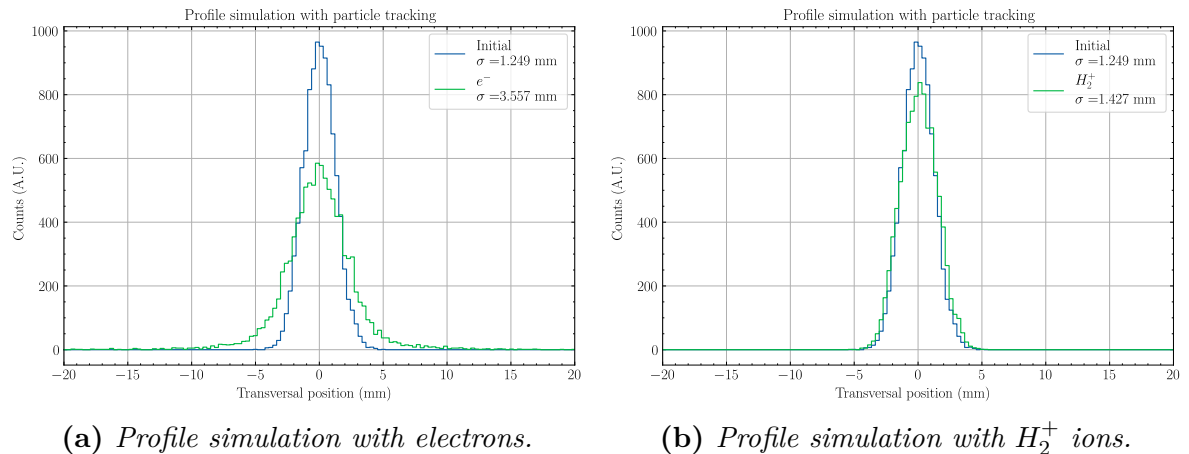 Profile simulation with particle tracking
Counts (A.U.)
1000
800
600
400
200
0
Initial
σ =1.249 mm
e⁻
σ =3.557 mm
−20 −15 −10 −5 0 5 10 15 20
Transversal position (mm)
(a) Profile simulation with electrons.
Profile simulation with particle tracking
Counts (A.U.)
1000
800
600
400
200
0
Initial
σ =1.249 mm
H₂⁺
σ =1.427 mm
−20 −15 −10 −5 0 5 10 15 20
Transversal position (mm)
(b) Profile simulation with H₂⁺ ions.